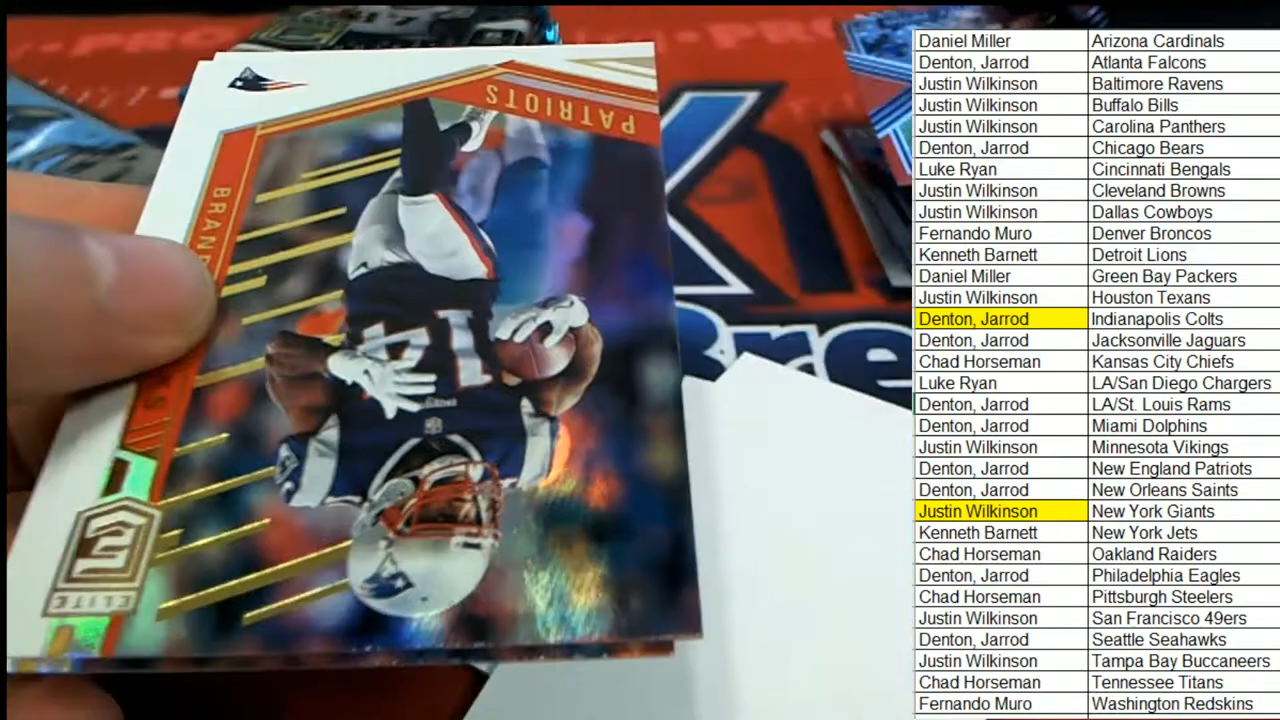 PATRIOTS
BRAND
14
ELITE
Bre
Daniel Miller Arizona Cardinals
Denton, Jarrod Atlanta Falcons
Justin Wilkinson Baltimore Ravens
Justin Wilkinson Buffalo Bills
Justin Wilkinson Carolina Panthers
Denton, Jarrod Chicago Bears
Luke Ryan Cincinnati Bengals
Justin Wilkinson Cleveland Browns
Justin Wilkinson Dallas Cowboys
Fernando Muro Denver Broncos
Kenneth Barnett Detroit Lions
Daniel Miller Green Bay Packers
Justin Wilkinson Houston Texans
Denton, Jarrod Indianapolis Colts
Denton, Jarrod Jacksonville Jaguars
Chad Horseman Kansas City Chiefs
Luke Ryan LA/San Diego Chargers
Denton, Jarrod LA/St. Louis Rams
Denton, Jarrod Miami Dolphins
Justin Wilkinson Minnesota Vikings
Denton, Jarrod New England Patriots
Denton, Jarrod New Orleans Saints
Justin Wilkinson New York Giants
Kenneth Barnett New York Jets
Chad Horseman Oakland Raiders
Denton, Jarrod Philadelphia Eagles
Chad Horseman Pittsburgh Steelers
Justin Wilkinson San Francisco 49ers
Denton, Jarrod Seattle Seahawks
Justin Wilkinson Tampa Bay Buccaneers
Chad Horseman Tennessee Titans
Fernando Muro Washington Redskins